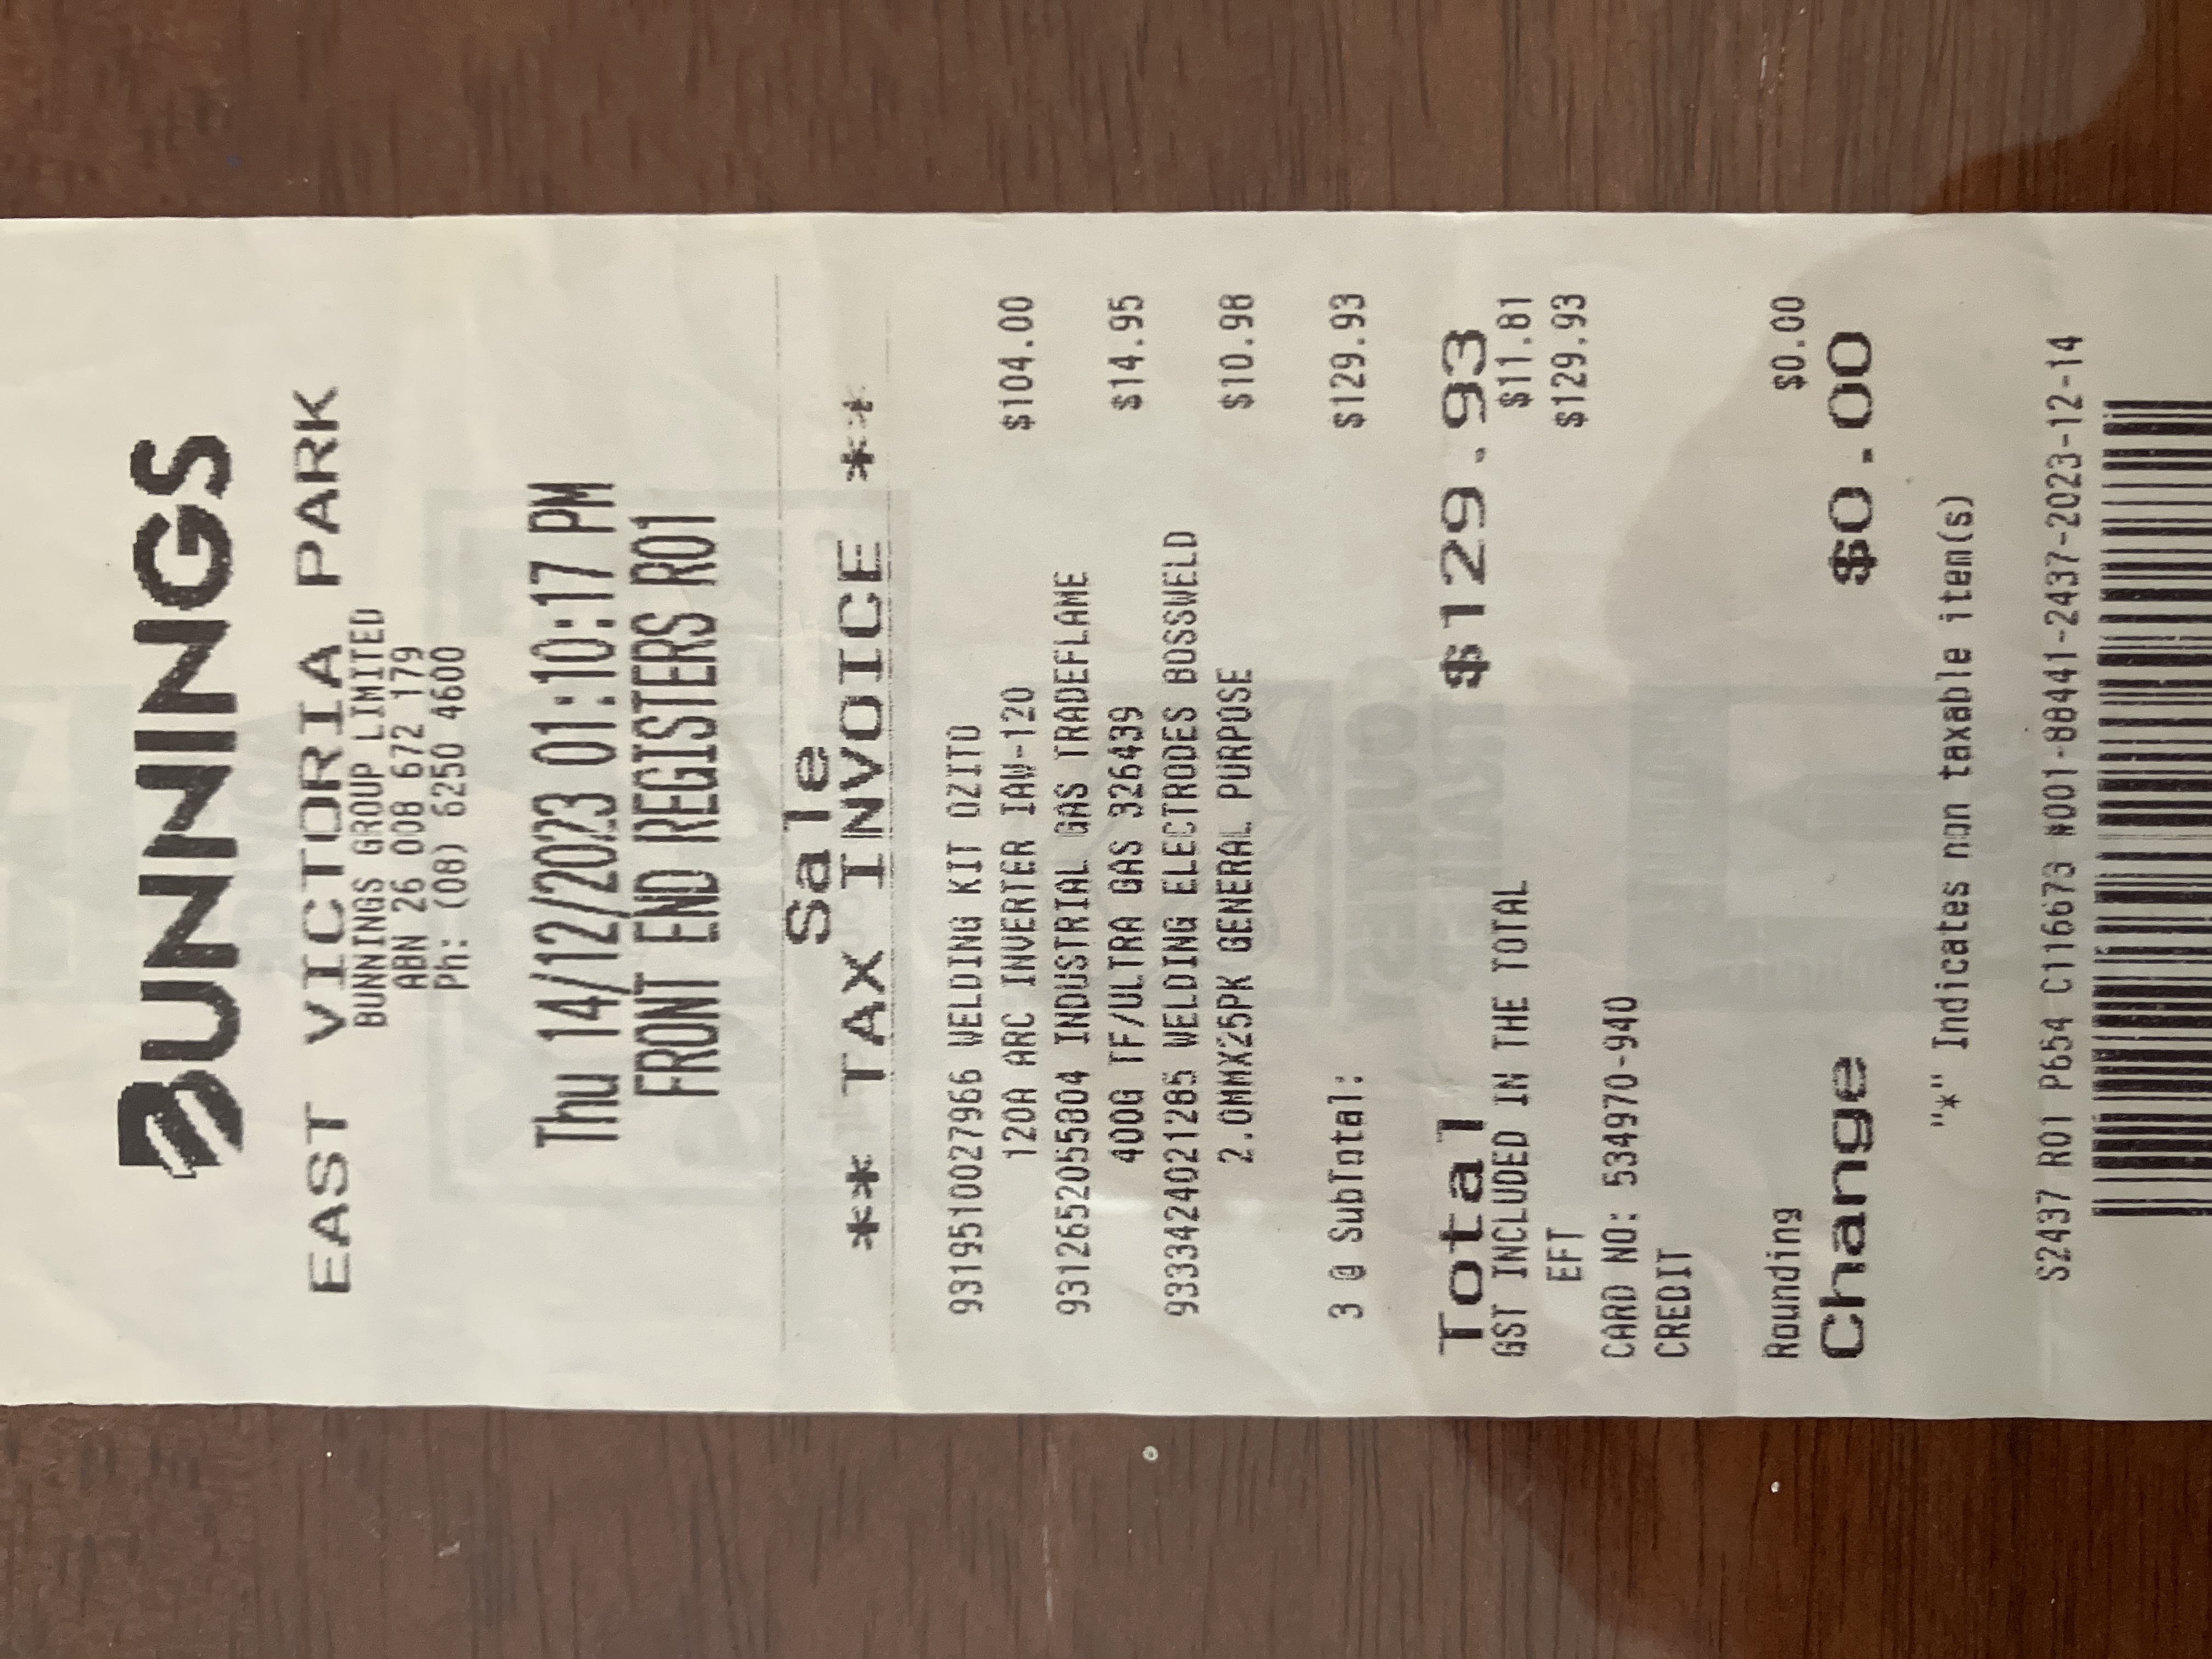 BUNNINGS
EAST VICTORIA PARK
BUNNINGS GROUP LIMITED
ABN 26 008 672 179
Ph: (08) 6250 4600
Thu 14/12/2023 01:10:17 PM
FRONT END REGISTERS R01
Sale
** TAX INVOICE **
9319510027966 WELDING KIT OZITO
120A ARC INVERTER IAW-120 $104.00
9312652055804 INDUSTRIAL GAS TRADEFLAME
400G TF/ULTRA GAS 326439 $14.95
9333424021285 WELDING ELECTRODES BOSSWELD
2.0MMX25PK GENERAL PURPOSE $10.98
3 @ SubTotal: $129.93
Total $129.93
GST INCLUDED IN THE TOTAL $11.81
EFT $129.93
CARD NO: 534970-940
CREDIT
Rounding $0.00
Change $0.00
"*" Indicates non taxable item(s)
S2437 R01 P654 C116673 #001-88441-2437-2023-12-14